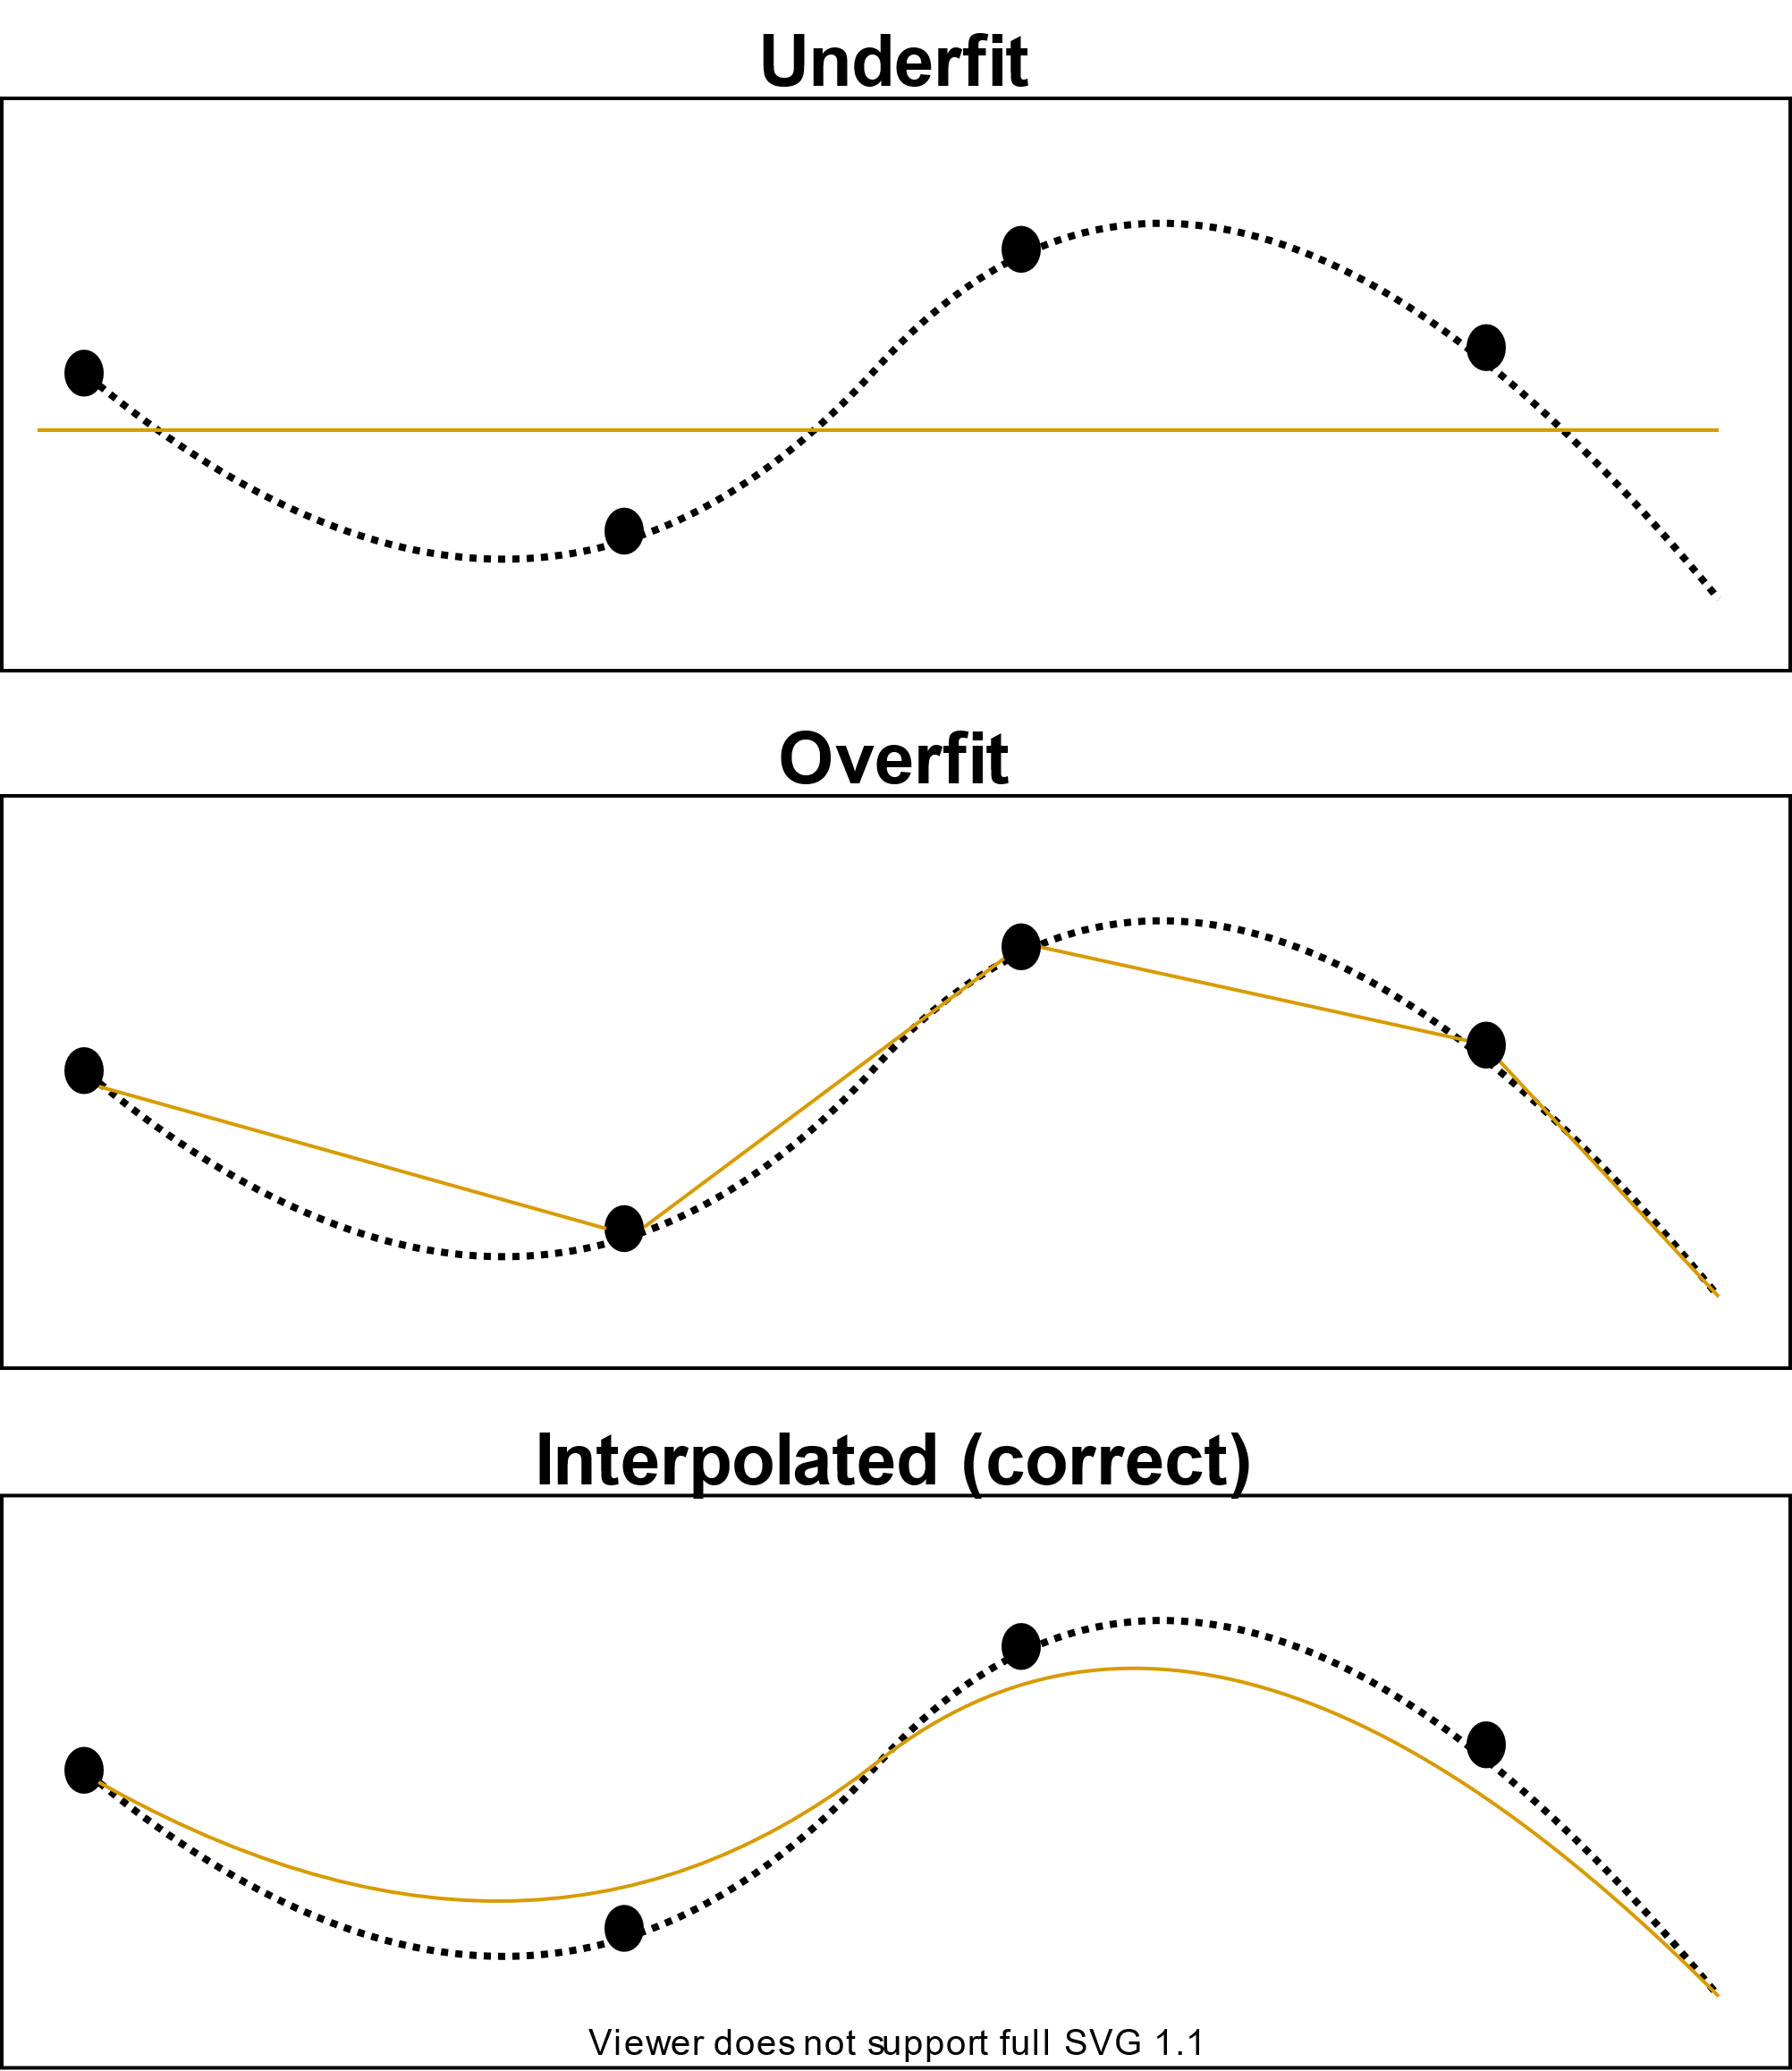 Underfit
Overfit
Interpolated (correct)
Viewer does not support full SVG 1.1